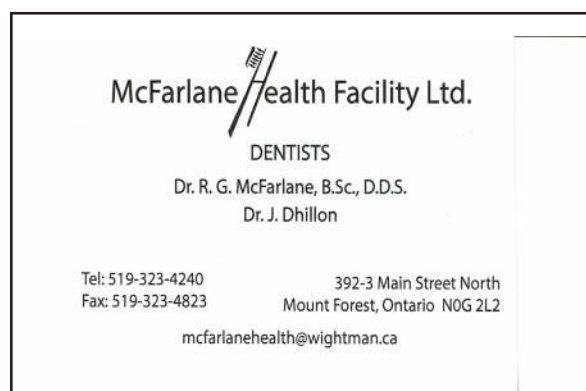 McFarlane Health Facility Ltd.
DENTISTS
Dr. R. G. McFarlane, B.Sc., D.D.S.
Dr. J. Dhillon
Tel: 519-323-4240
Fax: 519-323-4823
392-3 Main Street North
Mount Forest, Ontario N0G 2L2
mcfarlanehealth@wightman.ca